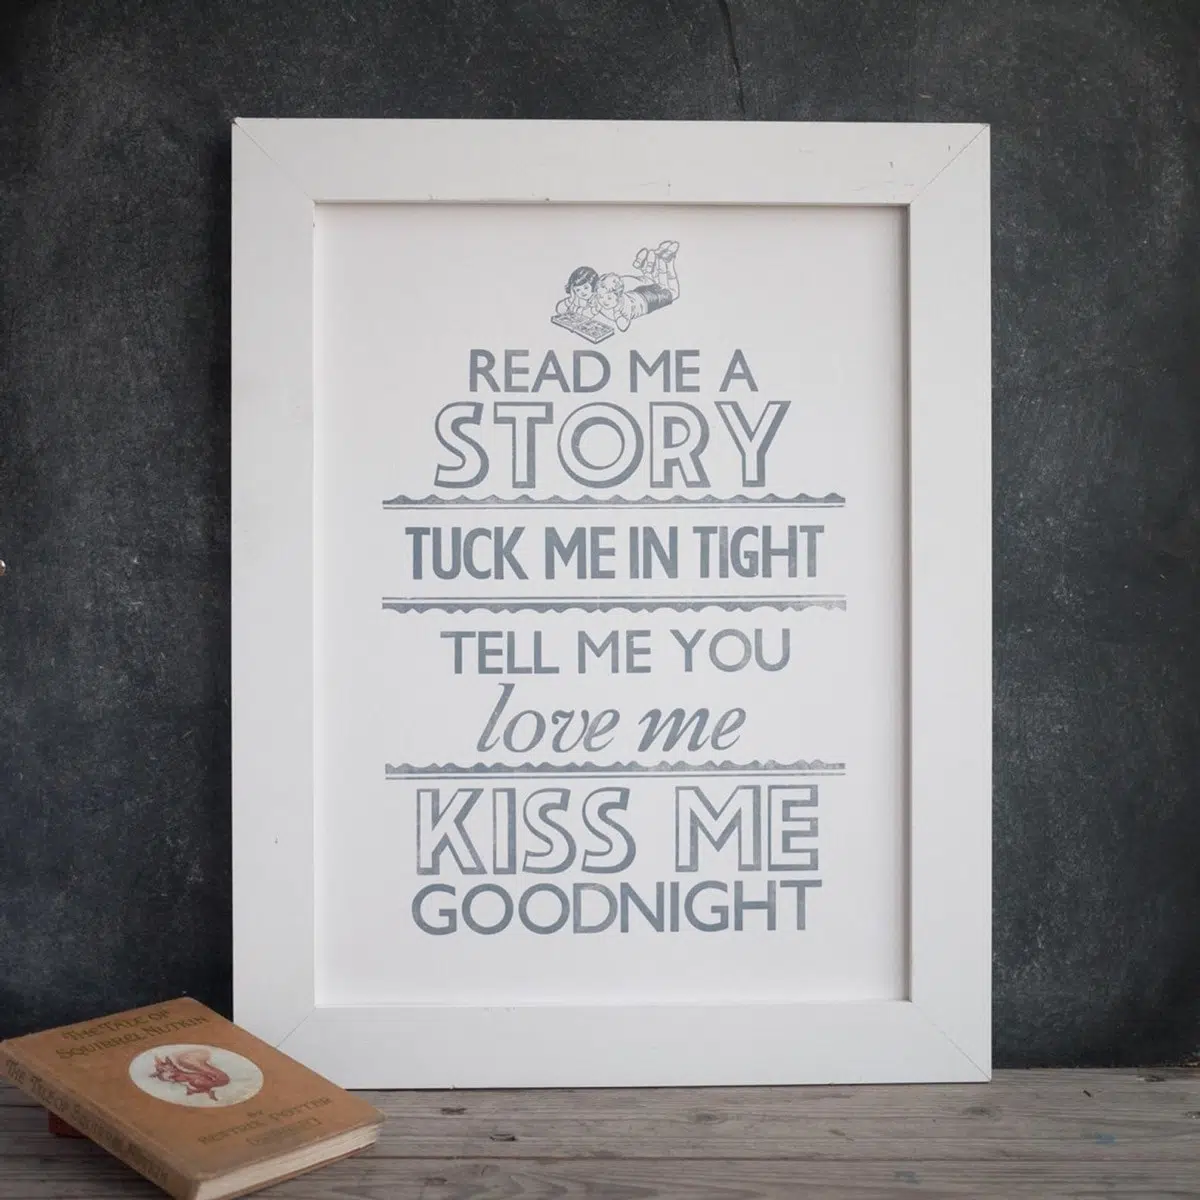 READ ME A
STORY
TUCK ME IN TIGHT
TELL ME YOU
love me
KISS ME
GOODNIGHT
THE TALE OF
SQUIRREL NUTKIN
BY
BEATRIX POTTER
THE TALE OF SQUIRREL NUTKIN